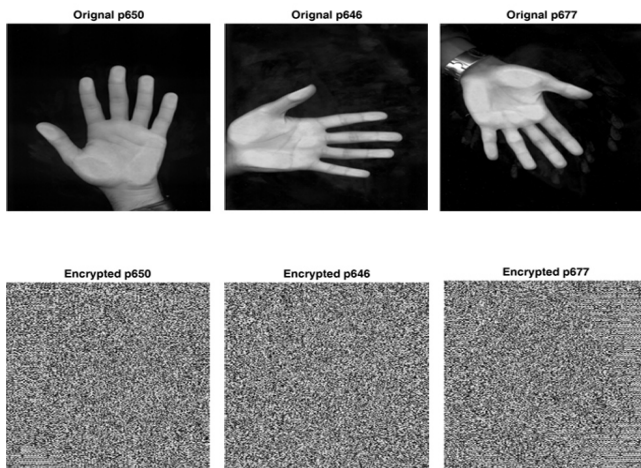 Orignal p650
Orignal p646
Orignal p677
Encrypted p650
Encrypted p646
Encrypted p677